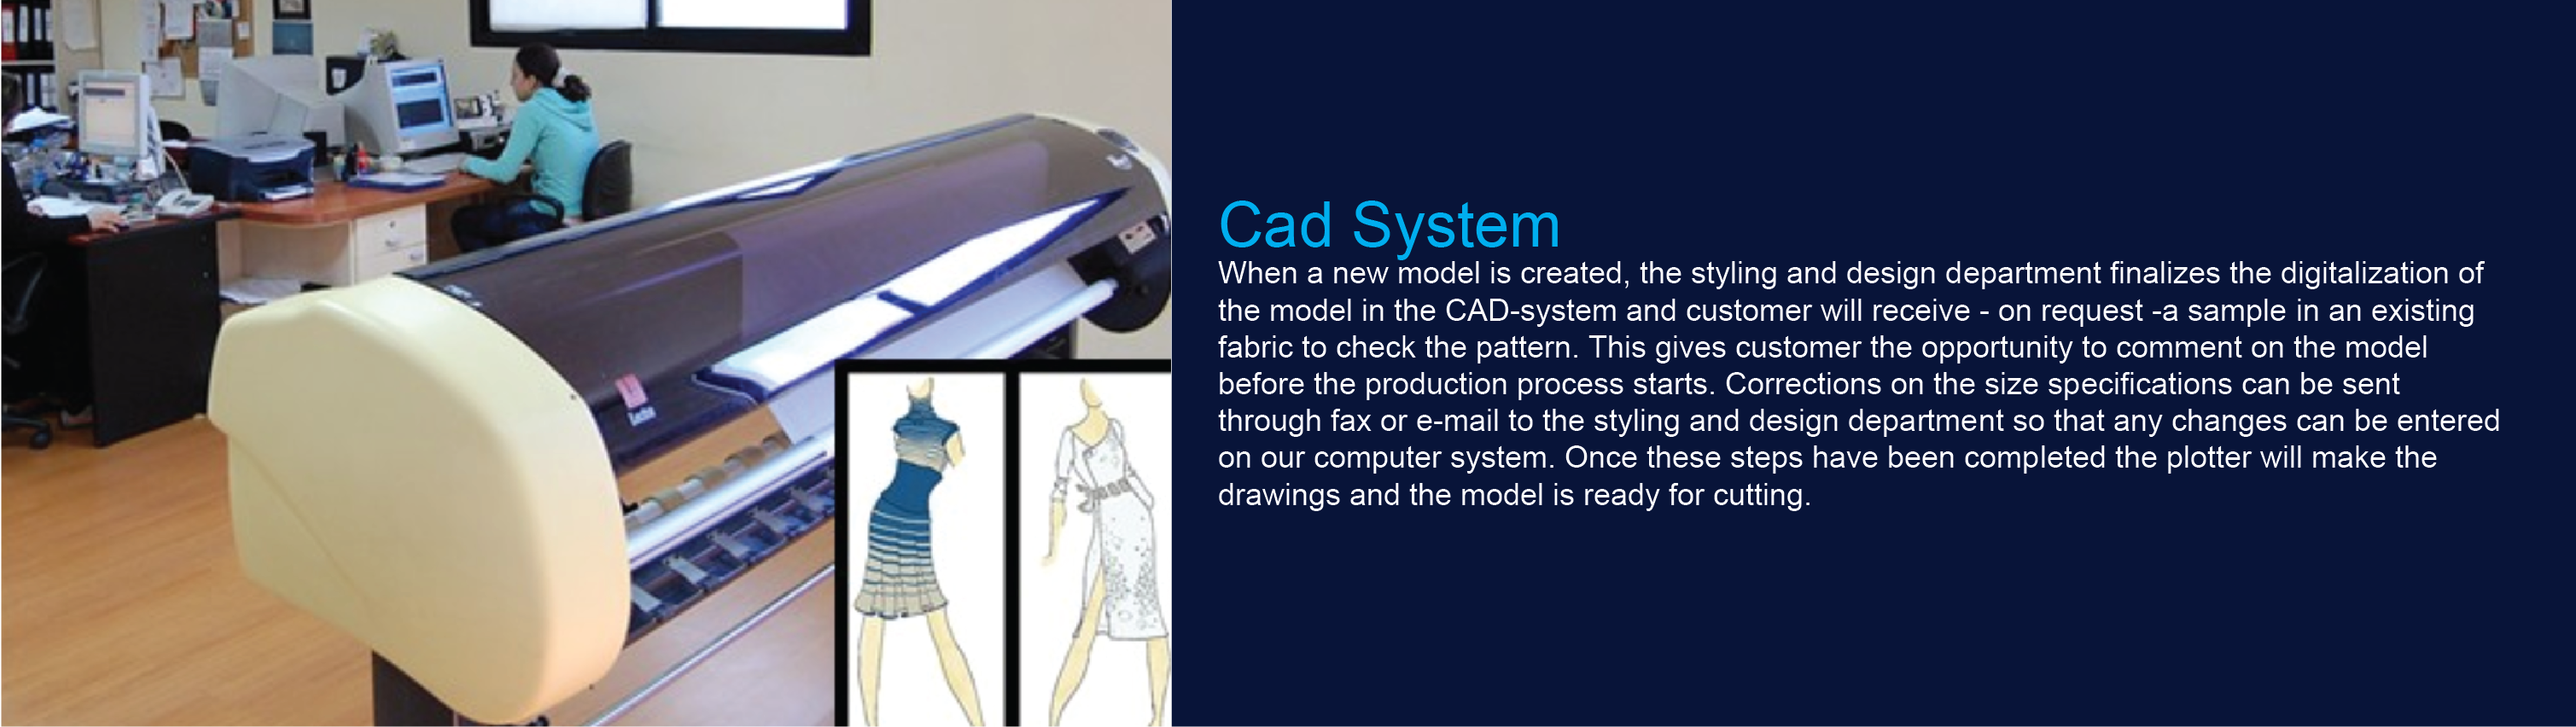 Cad System
When a new model is created, the styling and design department finalizes the digitalization of
the model in the CAD-system and customer will receive - on request -a sample in an existing
fabric to check the pattern. This gives customer the opportunity to comment on the model
before the production process starts. Corrections on the size specifications can be sent
through fax or e-mail to the styling and design department so that any changes can be entered
on our computer system. Once these steps have been completed the plotter will make the
drawings and the model is ready for cutting.